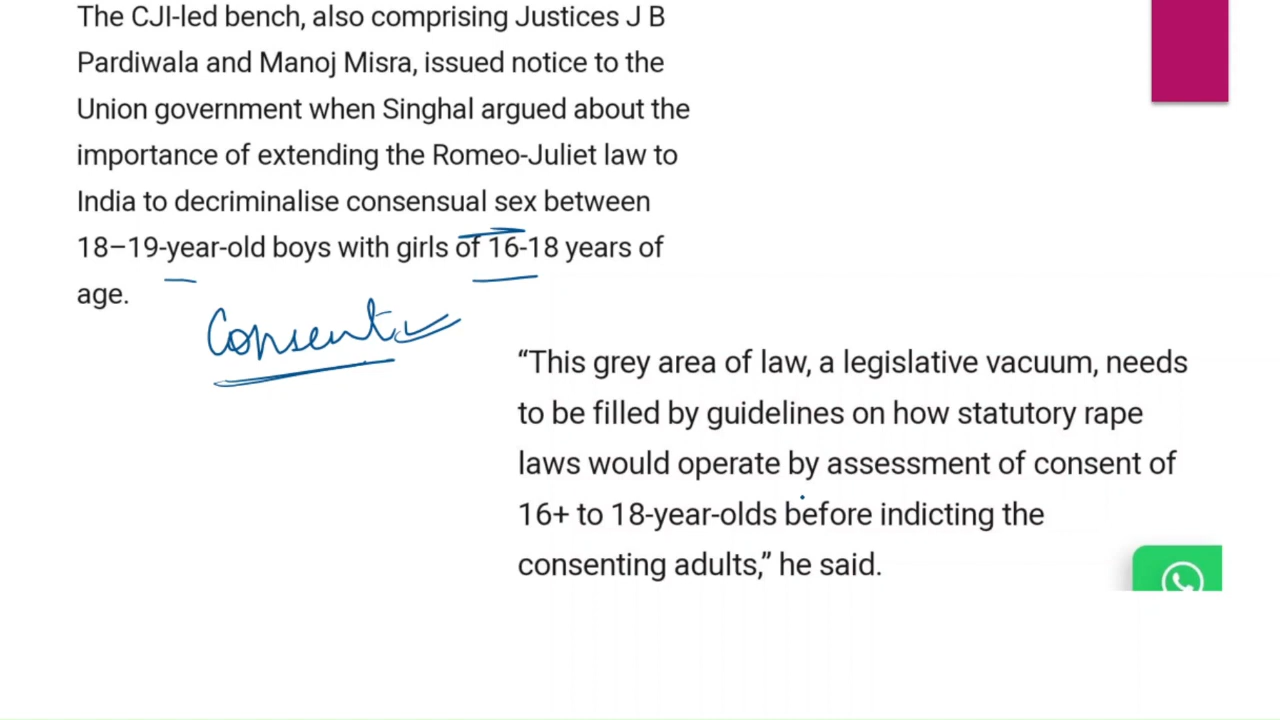 The CJI-led bench, also comprising Justices J B
Pardiwala and Manoj Misra, issued notice to the
Union government when Singhal argued about the
importance of extending the Romeo-Juliet law to
India to decriminalise consensual sex between
18–19-year-old boys with girls of 16-18 years of
age.
Consent
“This grey area of law, a legislative vacuum, needs
to be filled by guidelines on how statutory rape
laws would operate by assessment of consent of
16+ to 18-year-olds before indicting the
consenting adults,” he said.